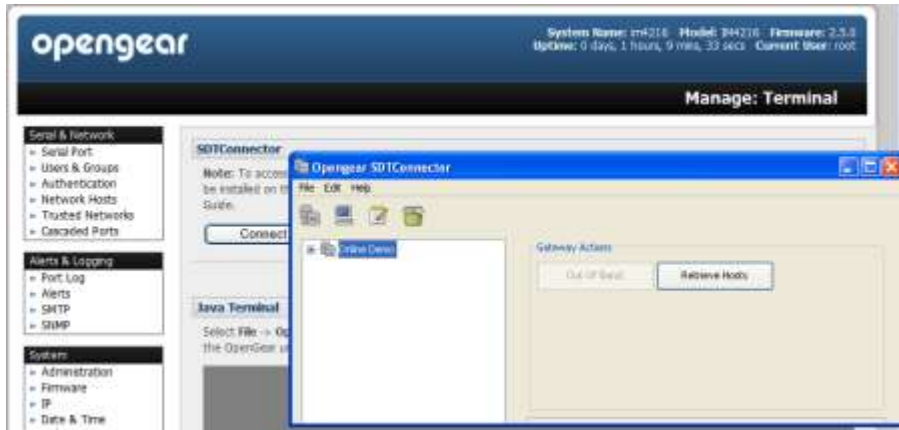 opengear
System Name: im4216 Model: IM4216 Firmware: 2.3.0
Uptime: 0 days, 1 hours, 9 mins, 33 secs Current User: root
Manage: Terminal
Serial & Network
Serial Port
Users & Groups
Authentication
Network Hosts
Trusted Networks
Cascaded Ports
Alerts & Logging
Port Log
Alerts
SMTP
SNMP
System
Administration
Firmware
IP
Date & Time
SDTConnector
Note: To access
be installed on th
Guide.
Connect
Java Terminal
Select File -> Op
the OpenGear un
Opengear SDTConnector
File Edit Help
Online Demo
Gateway Actions
Out Of Band
Retrieve Hosts